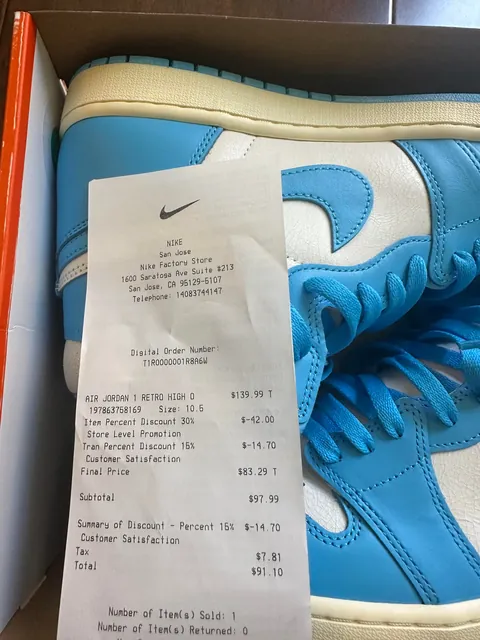 NIKE
San Jose
Nike Factory Store
1600 Saratoga Ave Suite #213
San Jose, CA 95129-5107
Telephone: 14083744147
Digital Order Number:
T1R0000001R8A6W
AIR JORDAN 1 RETRO HIGH O $139.99 T
197863758169 Size: 10.5
Item Percent Discount 30% $-42.00
Store Level Promotion
Tran Percent Discount 15% $-14.70
Customer Satisfaction
Final Price $83.29 T
Subtotal $97.99
Summary of Discount - Percent 15% $-14.70
Customer Satisfaction
Tax $7.81
Total $91.10
Number of Item(s) Sold: 1
Number of Item(s) Returned: 0